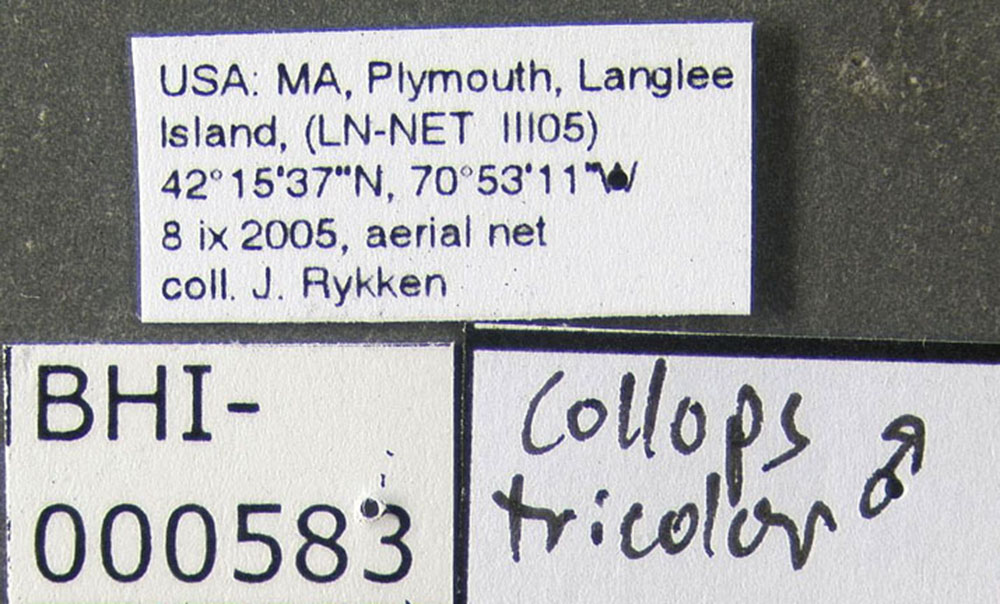 USA: MA, Plymouth, Langlee
Island, (LN-NET III05)
42°15'37"N, 70°53'11"W
8 ix 2005, aerial net
coll. J. Rykken
BHI-
000583
Collops
tricolor ♂